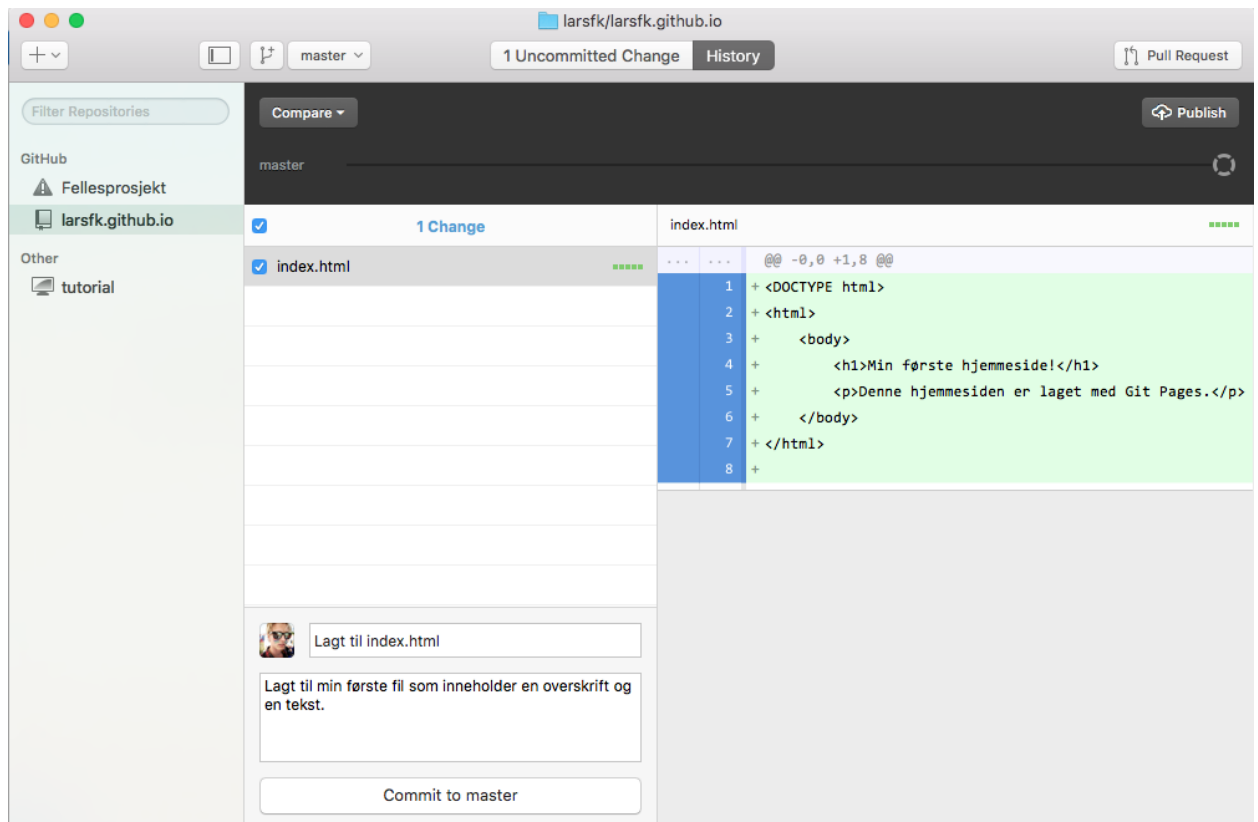 larsfk/larsfk.github.io
master
1 Uncommitted Change
History
Pull Request
Filter Repositories
GitHub
Fellesprosjekt
larsfk.github.io
Other
tutorial
Compare
Publish
master
1 Change
index.html
Lagt til index.html
Lagt til min første fil som inneholder en overskrift og
en tekst.
Commit to master
index.html
... ... @@ -0,0 +1,8 @@
1 + <DOCTYPE html>
2 + <html>
3 +     <body>
4 +         <h1>Min første hjemmeside!</h1>
5 +         <p>Denne hjemmesiden er laget med Git Pages.</p>
6 +     </body>
7 + </html>
8 +